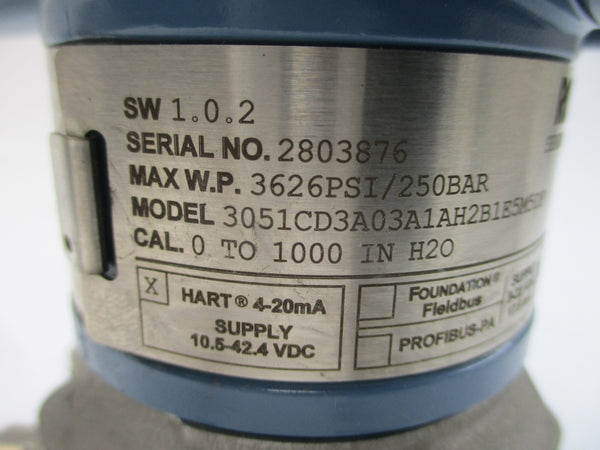 SW 1.0.2
SERIAL NO. 2803876
MAX W.P. 3626PSI/250BAR
MODEL 3051CD3A03A1AH2B1E5M5
CAL. 0 TO 1000 IN H2O
X HART® 4-20mA
SUPPLY
10.5-42.4 VDC
FOUNDATION®
Fieldbus
PROFIBUS-PA